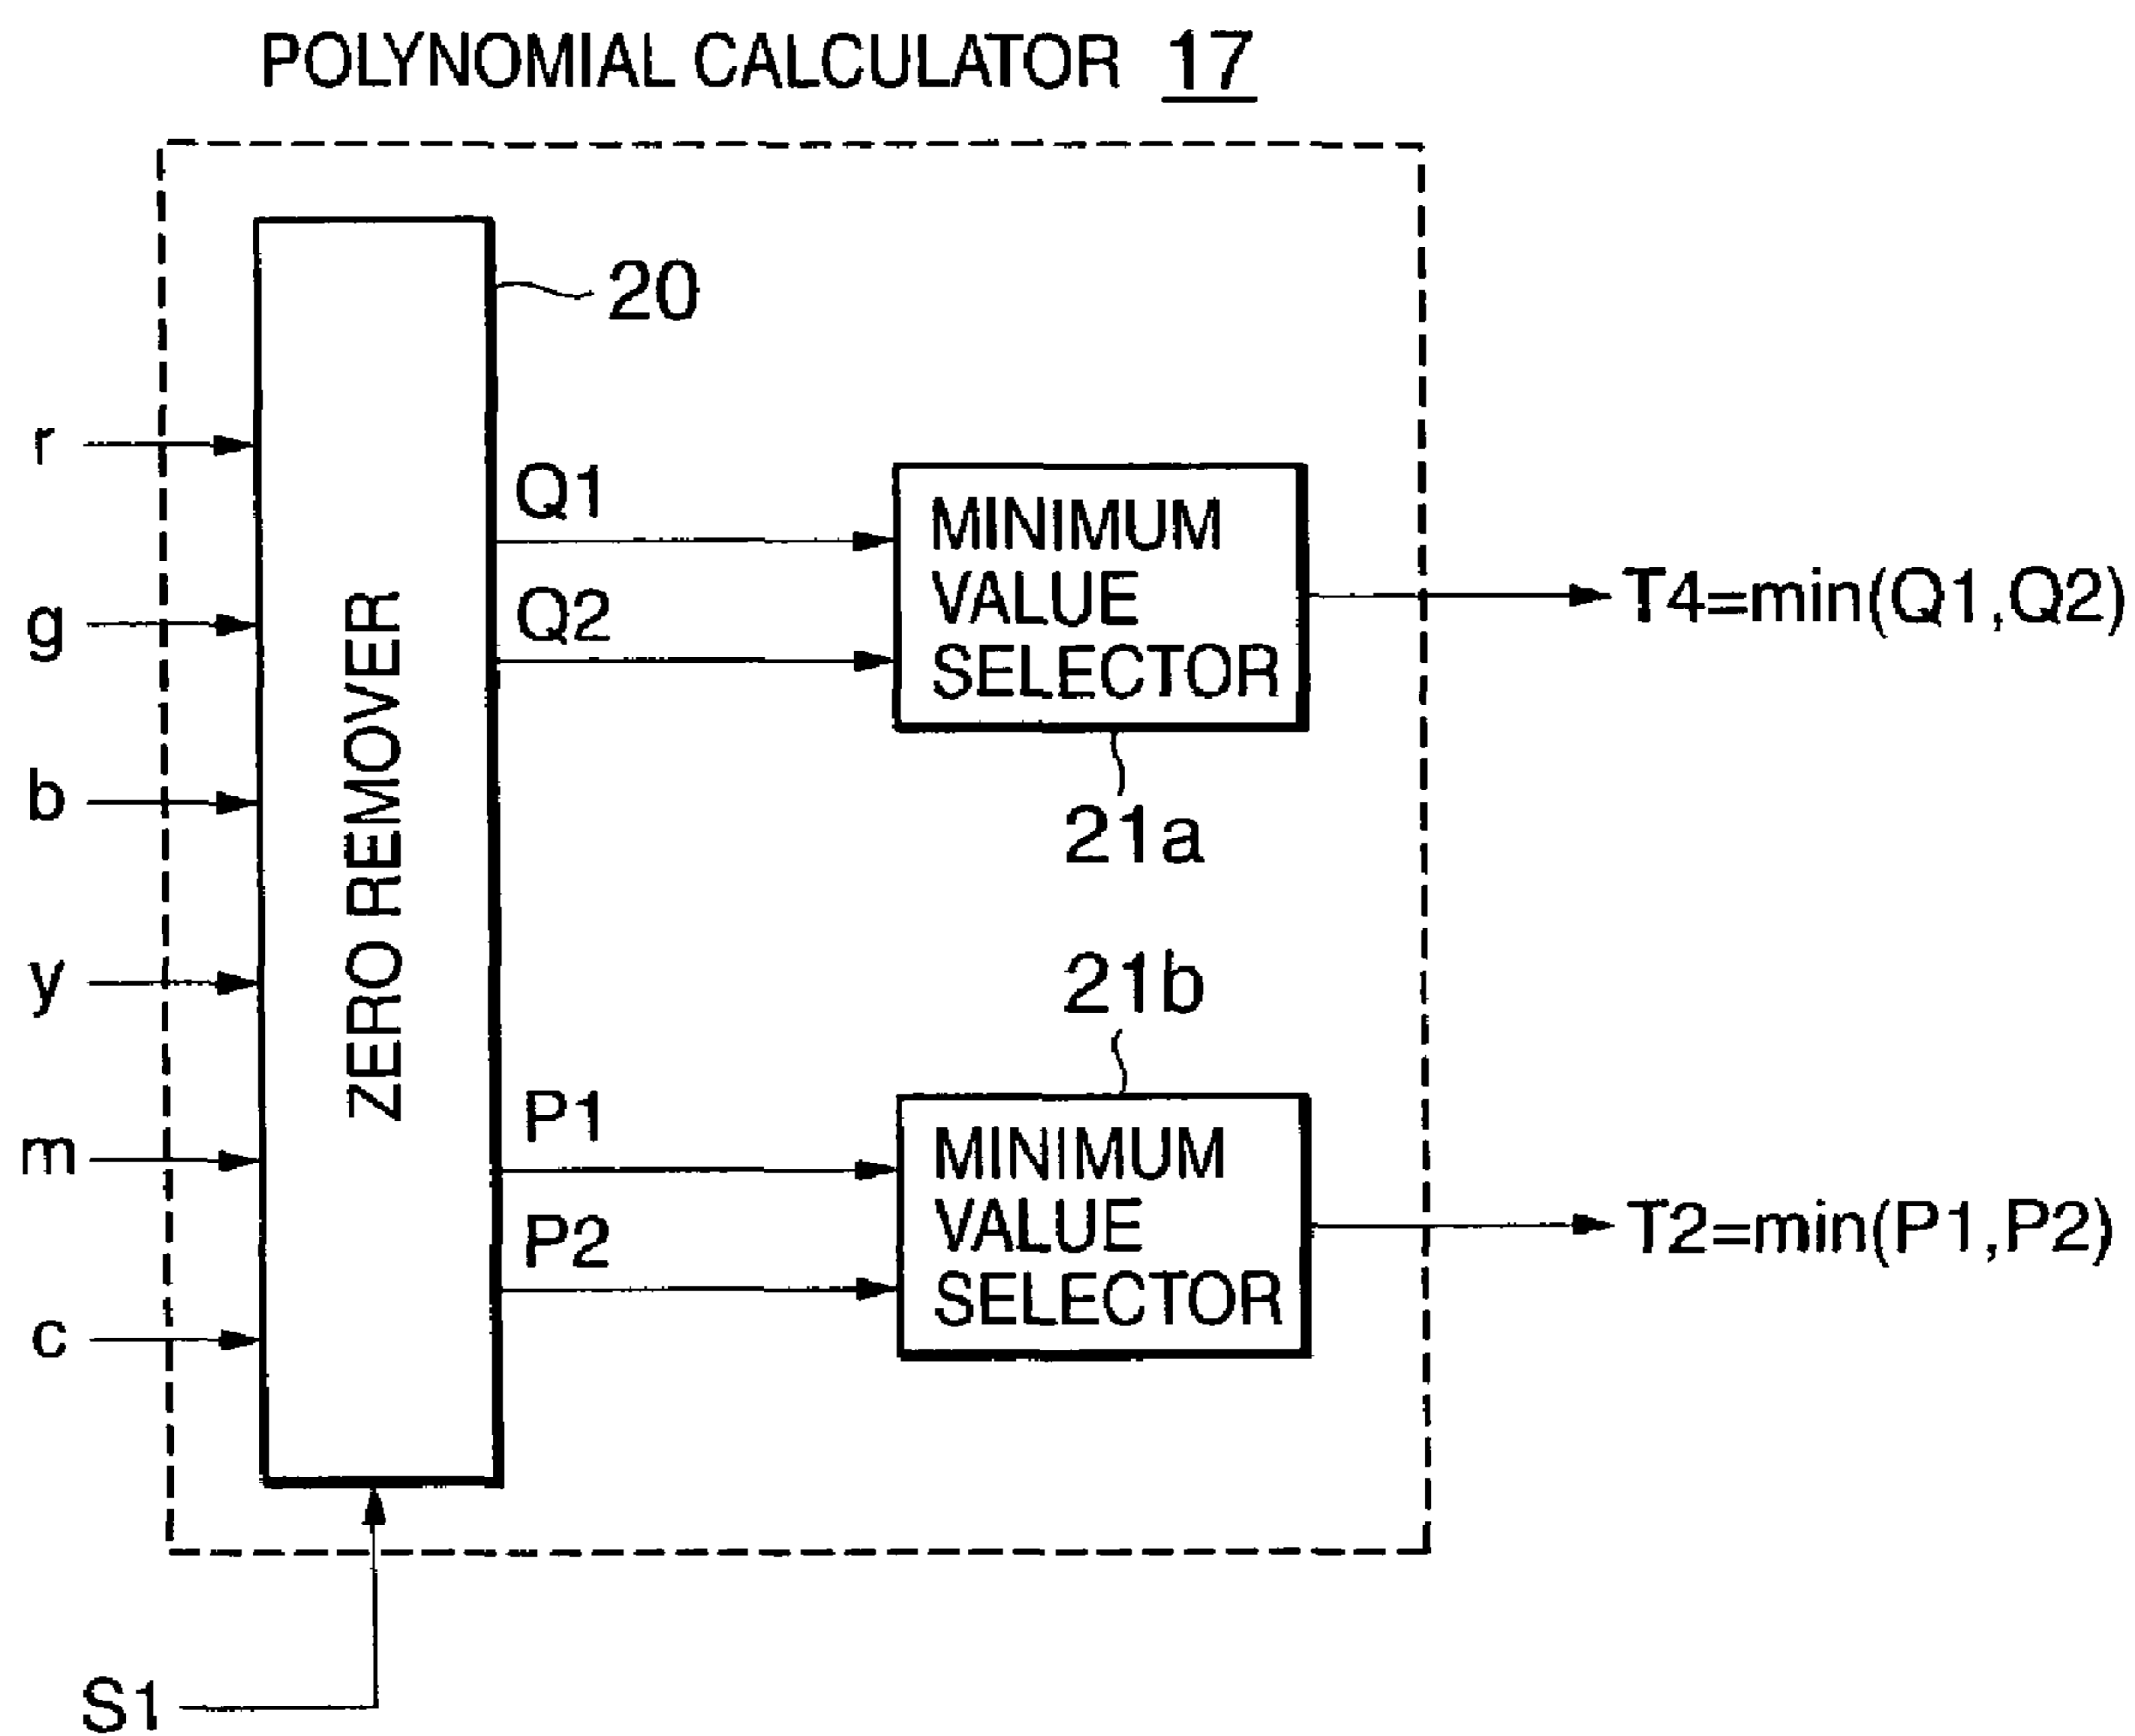 POLYNOMIAL CALCULATOR 17
20
r
g
b
y
m
c
S1
ZERO REMOVER
Q1
Q2
MINIMUM
VALUE
SELECTOR
21a
T4=min(Q1,Q2)
21b
P1
P2
MINIMUM
VALUE
SELECTOR
T2=min(P1,P2)